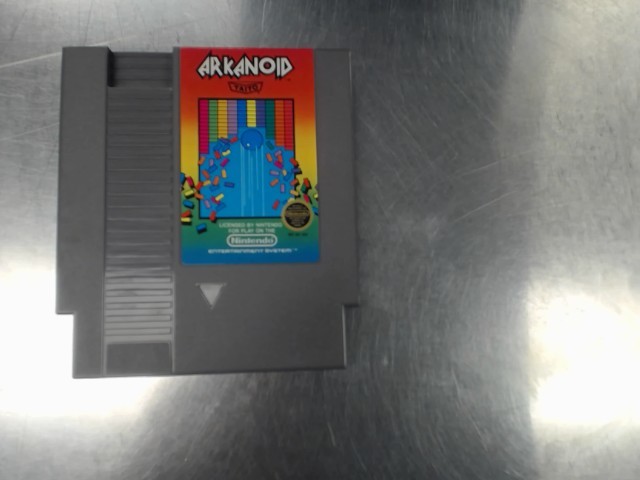 ARKANOID
TAITO
LICENSED BY NINTENDO
FOR PLAY ON THE
Nintendo
ENTERTAINMENT SYSTEM